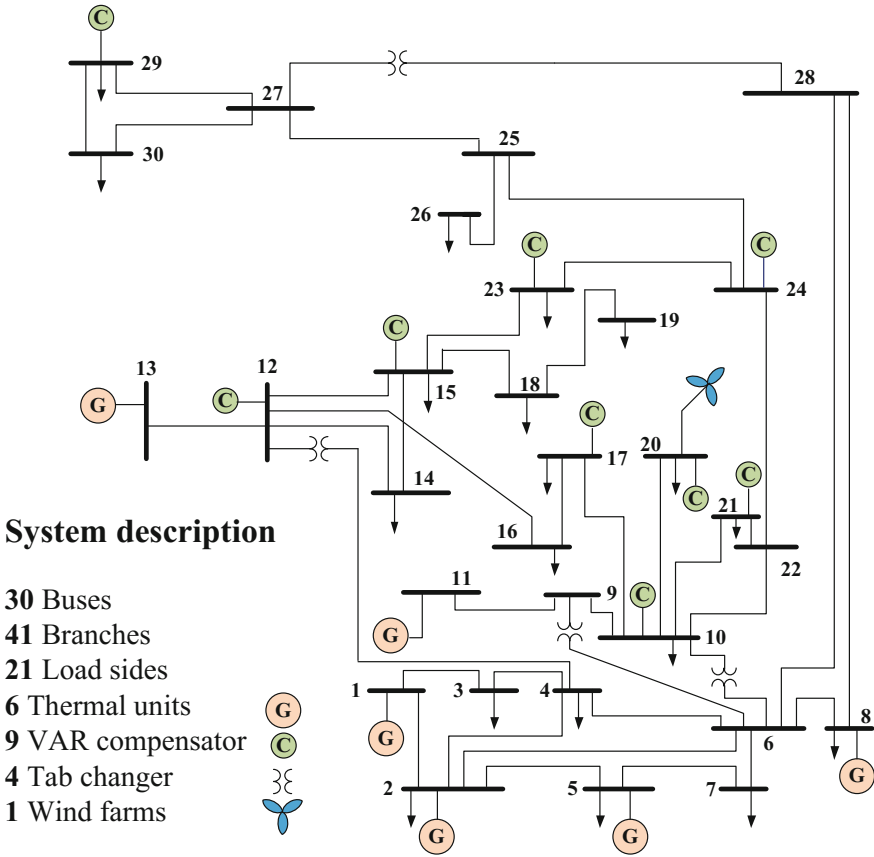 C
29
27
28
30
25
26
C
C
23
24
19
C
13
12
15
18
G
C
C
20
17
C
14
C
21
16
22
System description
11
9
C
10
30 Buses
G
41 Branches
21 Load sides
1
3
4
6 Thermal units
G
G
6
8
9 VAR compensator
C
4 Tab changer
2
5
7
G
1 Wind farms
G
G